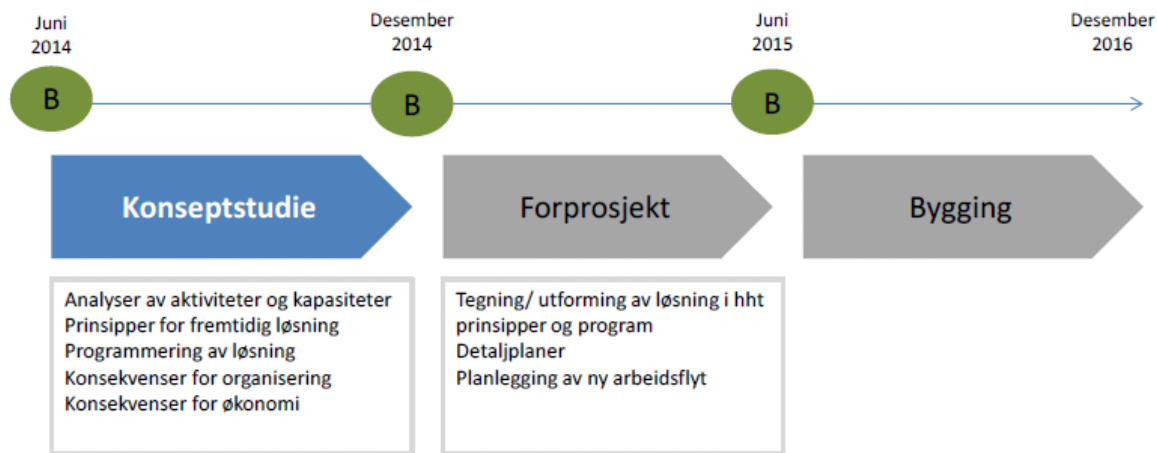 Juni
2014
Desember
2014
Juni
2015
Desember
2016
B
B
B
Konseptstudie
Forprosjekt
Bygging
Analyser av aktiviteter og kapasiteter
Prinsipper for fremtidig løsning
Programmering av løsning
Konsekvenser for organisering
Konsekvenser for økonomi
Tegning/ utforming av løsning i hht
prinsipper og program
Detaljplaner
Planlegging av ny arbeidsflyt